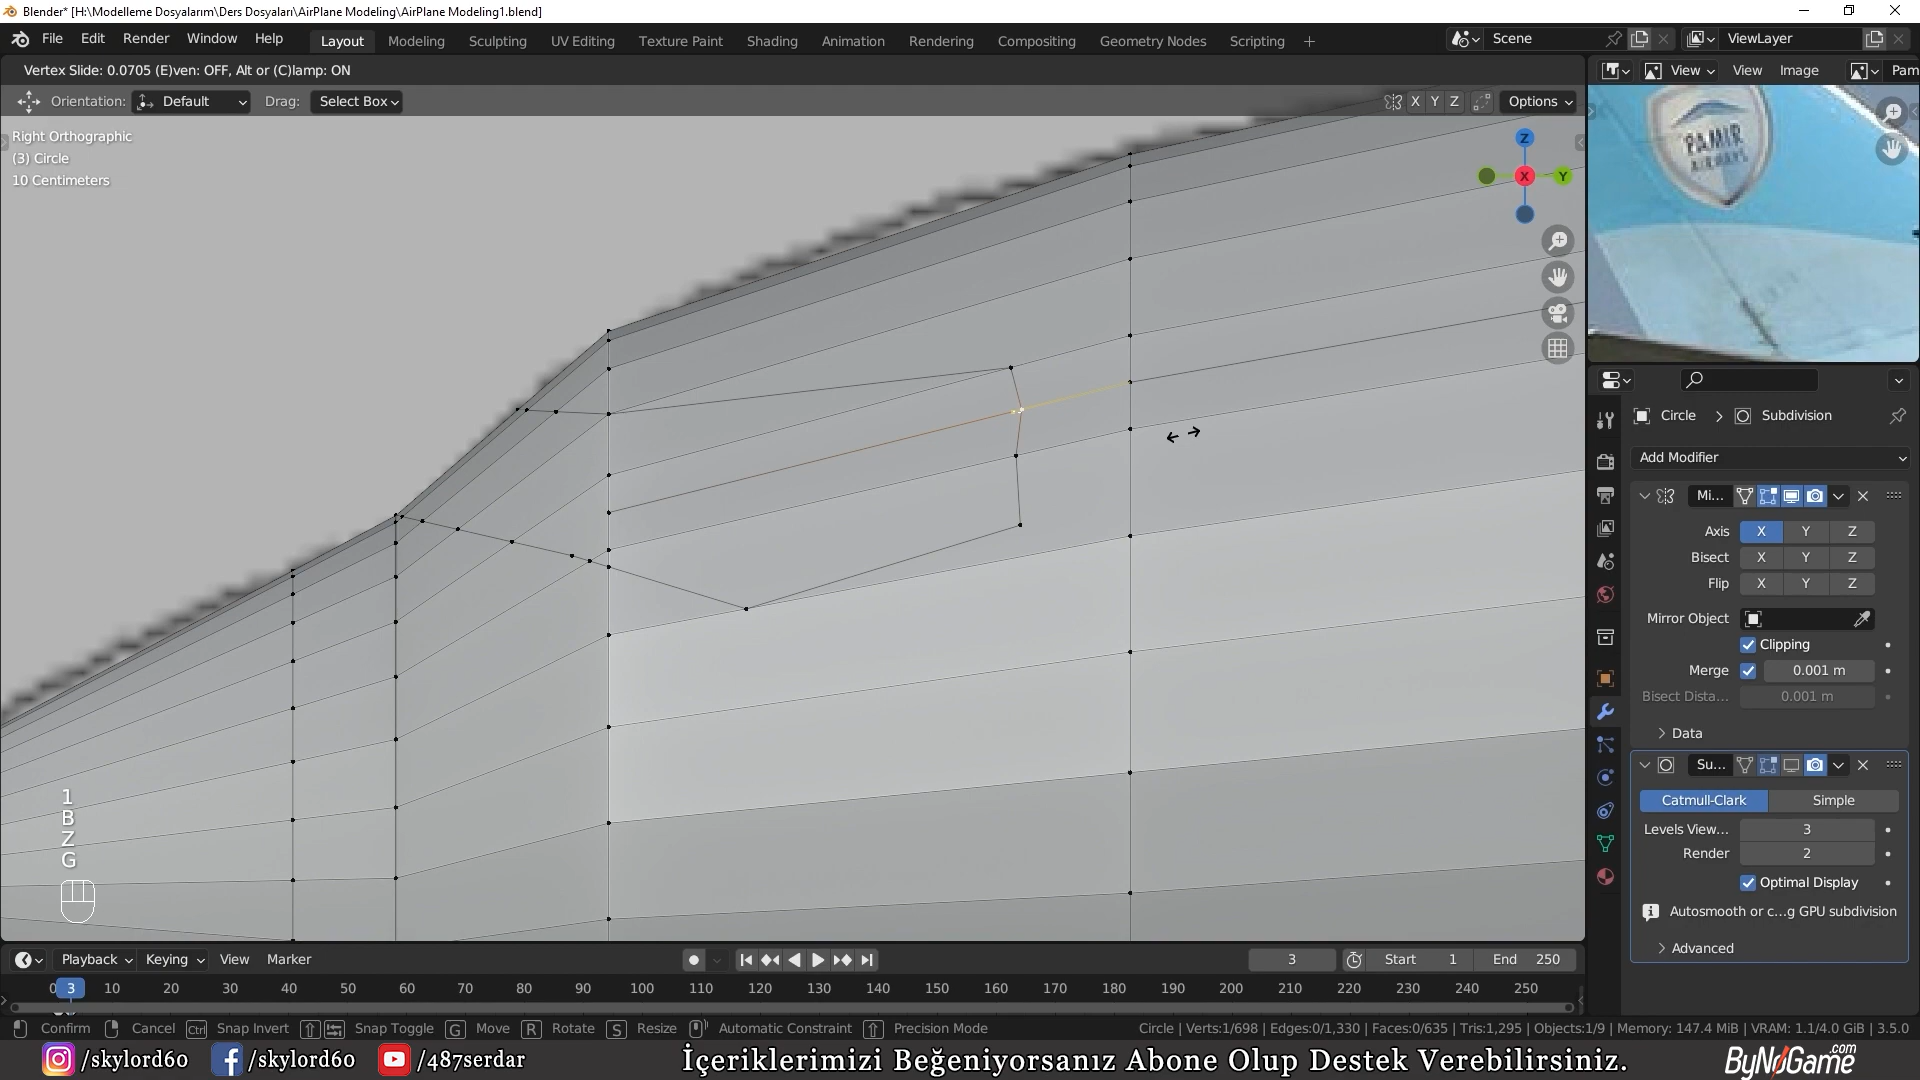 Blender* [H:\Modelleme Dosyalarım\Ders Dosyaları\AirPlane Modeling\AirPlane Modeling1.blend]
File Edit Render Window Help Layout Modeling Sculpting UV Editing Texture Paint Shading Animation Rendering Compositing Geometry Nodes Scripting + Scene ViewLayer
Vertex Slide: 0.0705 (E)ven: OFF, Alt or (C)lamp: ON
View View Image Pam
Orientation: Default Drag: Select Box X Y Z Options
Right Orthographic
(3) Circle
10 Centimeters
Z
X
Y
PAMIR
AIRWAYS
Circle > Subdivision
Add Modifier
Mi...
Axis X Y Z
Bisect X Y Z
Flip X Y Z
Mirror Object
Clipping
Merge 0.001 m
Bisect Dista... 0.001 m
Data
Su...
Catmull-Clark Simple
Levels View... 3
Render 2
Optimal Display
Autosmooth or c...g GPU subdivision
Advanced
1
B
Z
G
Playback Keying View Marker 3 Start 1 End 250
0 3 10 20 30 40 50 60 70 80 90 100 110 120 130 140 150 160 170 180 190 200 210 220 230 240 250
Confirm Cancel Ctrl Snap Invert Snap Toggle G Move R Rotate S Resize Automatic Constraint Precision Mode Circle | Verts:1/698 | Edges:0/1,330 | Faces:0/635 | Tris:1,295 | Objects:1/9 | Memory: 147.4 MiB | VRAM: 1.1/4.0 GiB | 3.5.0
/skylord60 /skylord60 /487serdar İçeriklerimizi Beğeniyorsanız Abone Olup Destek Verebilirsiniz. ByNoGame.com